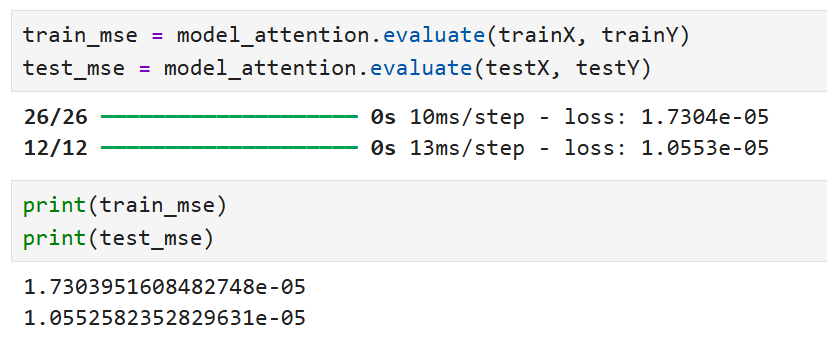 train_mse = model_attention.evaluate(trainX, trainY)
test_mse = model_attention.evaluate(testX, testY)
26/26 ━━━━━━━━━━━━━━━━━━━━ 0s 10ms/step - loss: 1.7304e-05
12/12 ━━━━━━━━━━━━━━━━━━━━ 0s 13ms/step - loss: 1.0553e-05
print(train_mse)
print(test_mse)
1.7303951608482748e-05
1.0552582352829631e-05